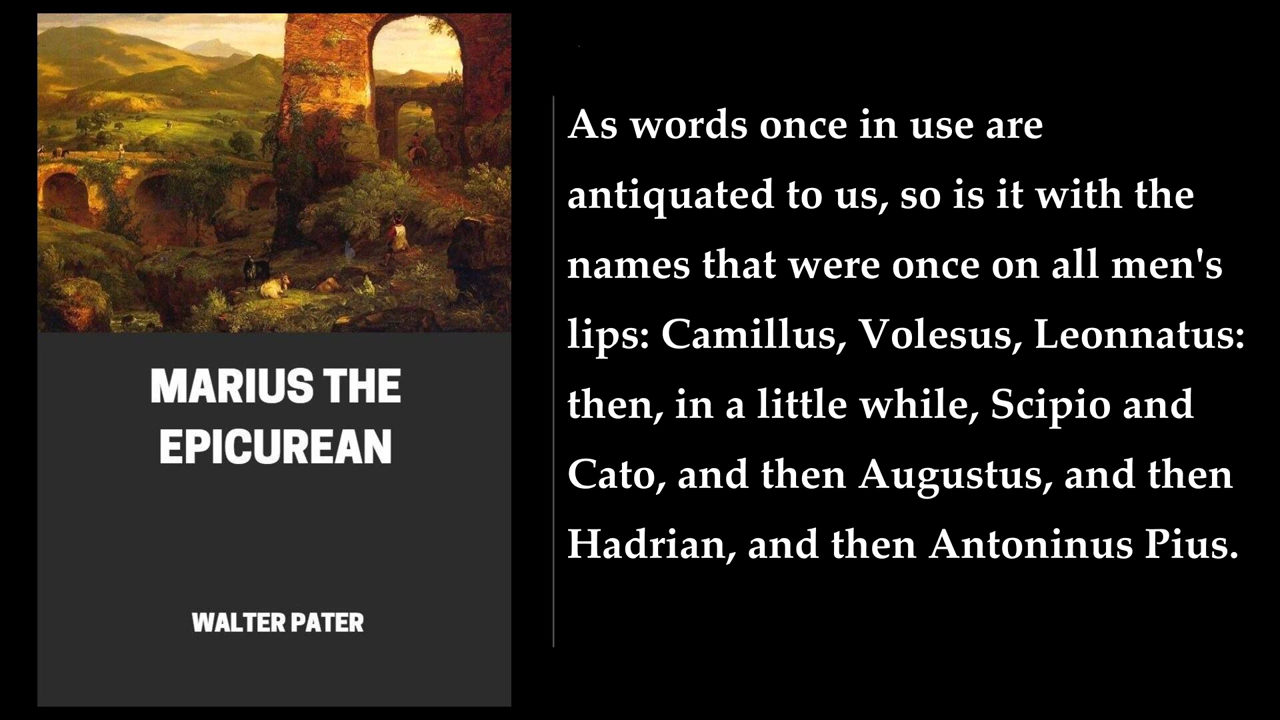 MARIUS THE
EPICUREAN
WALTER PATER
As words once in use are
antiquated to us, so is it with the
names that were once on all men's
lips: Camillus, Volesus, Leonnatus:
then, in a little while, Scipio and
Cato, and then Augustus, and then
Hadrian, and then Antoninus Pius.